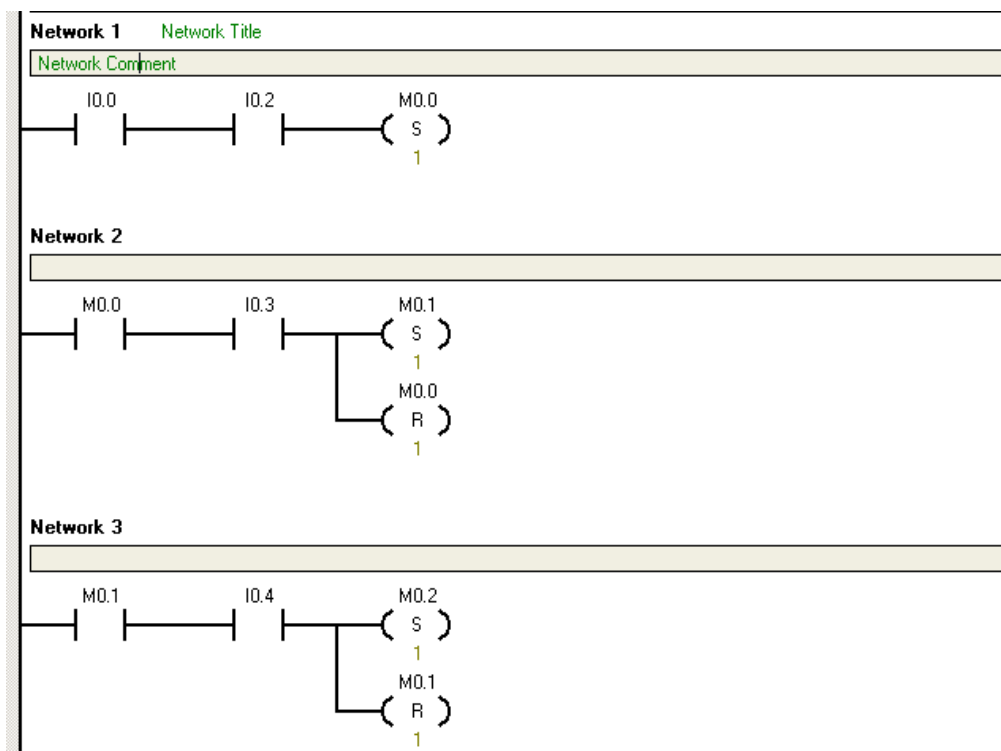 Network 1 Network Title
Network Comment
I0.0 I0.2 M0.0
S
1
Network 2
M0.0 I0.3 M0.1
S
1
M0.0
R
1
Network 3
M0.1 I0.4 M0.2
S
1
M0.1
R
1